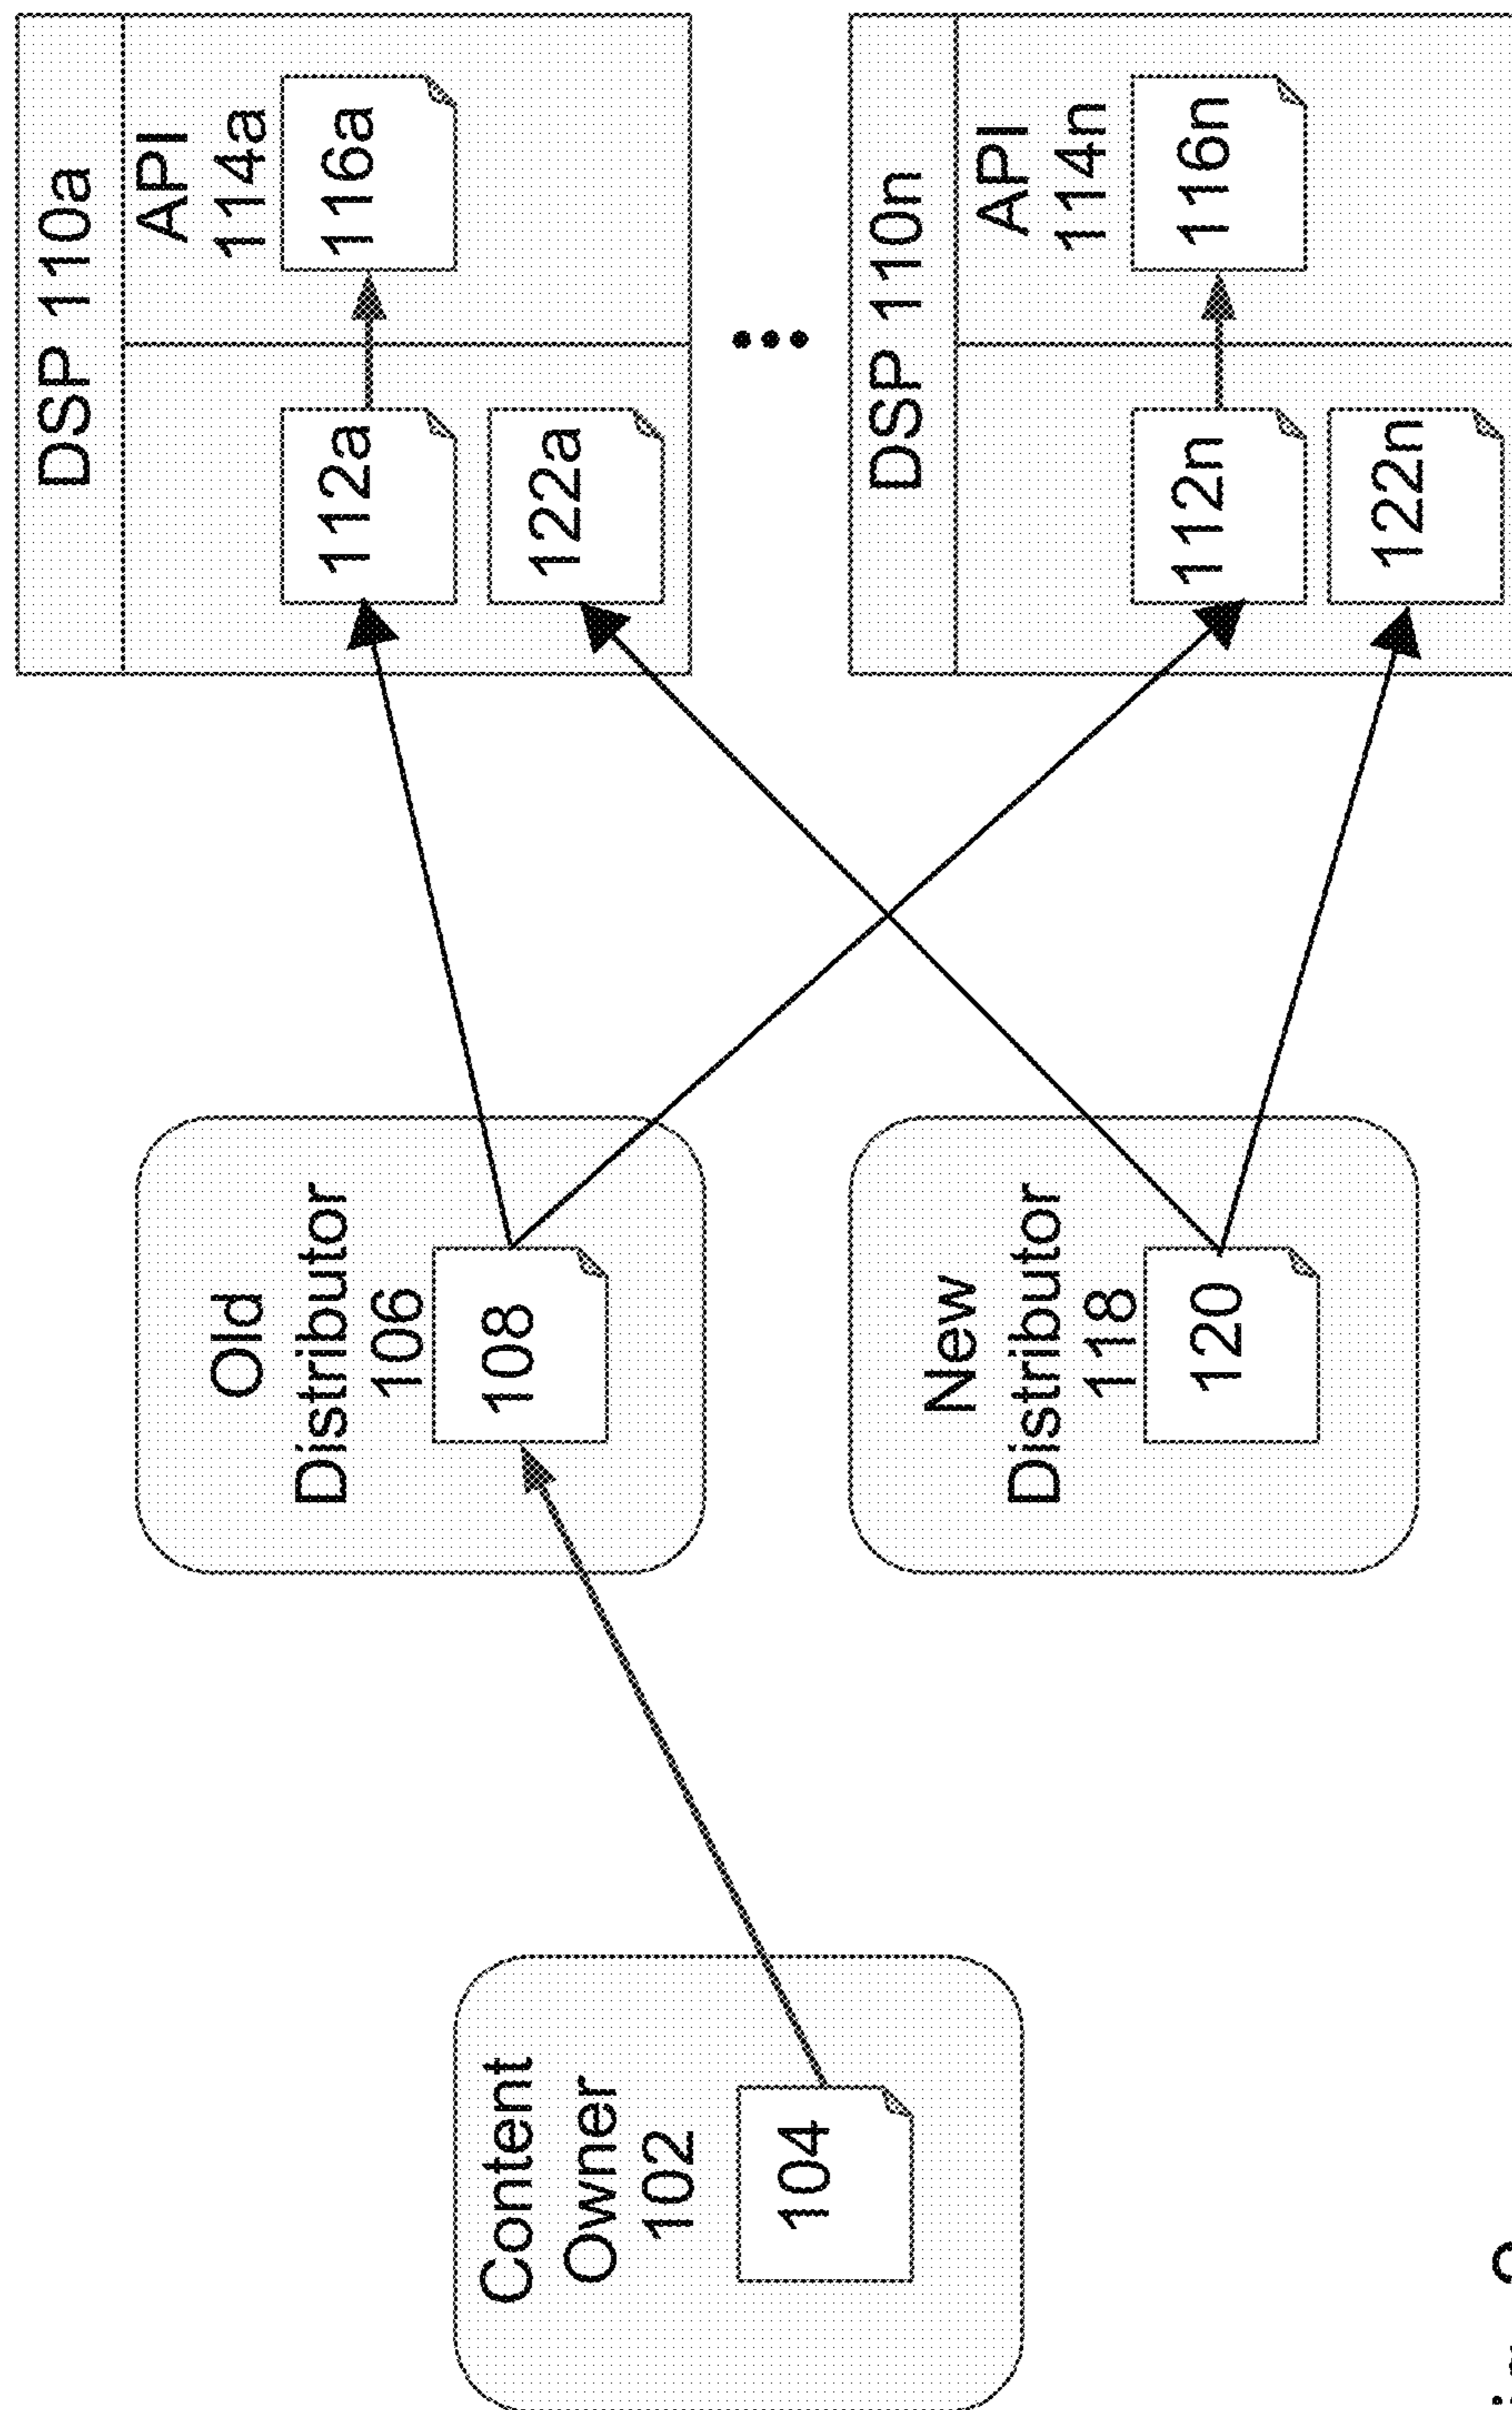 Content
Owner
102
104
Old
Distributor
106
108
New
Distributor
118
120
DSP 110a
API
114a
112a
116a
122a
DSP 110n
API
114n
112n
116n
122n